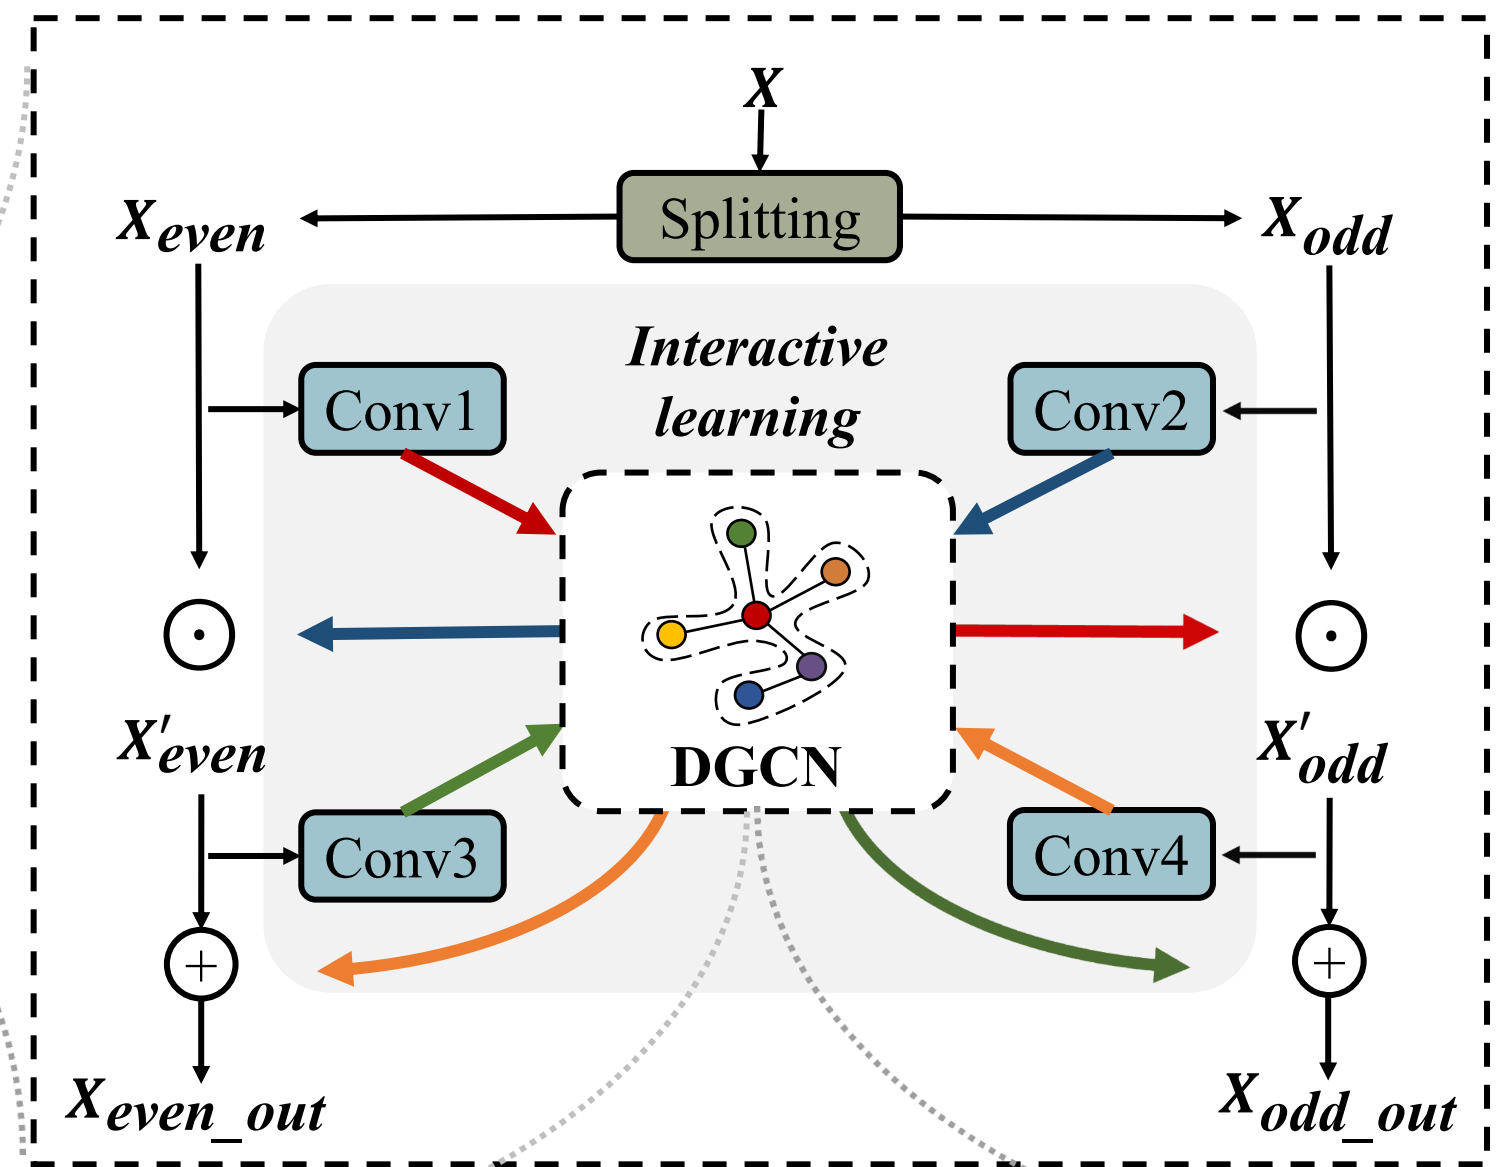 X
Splitting
X_even
X_odd
Interactive
learning
Conv1
Conv2
X'_even
X'_odd
DGCN
Conv3
Conv4
+
+
X_even_out
X_odd_out